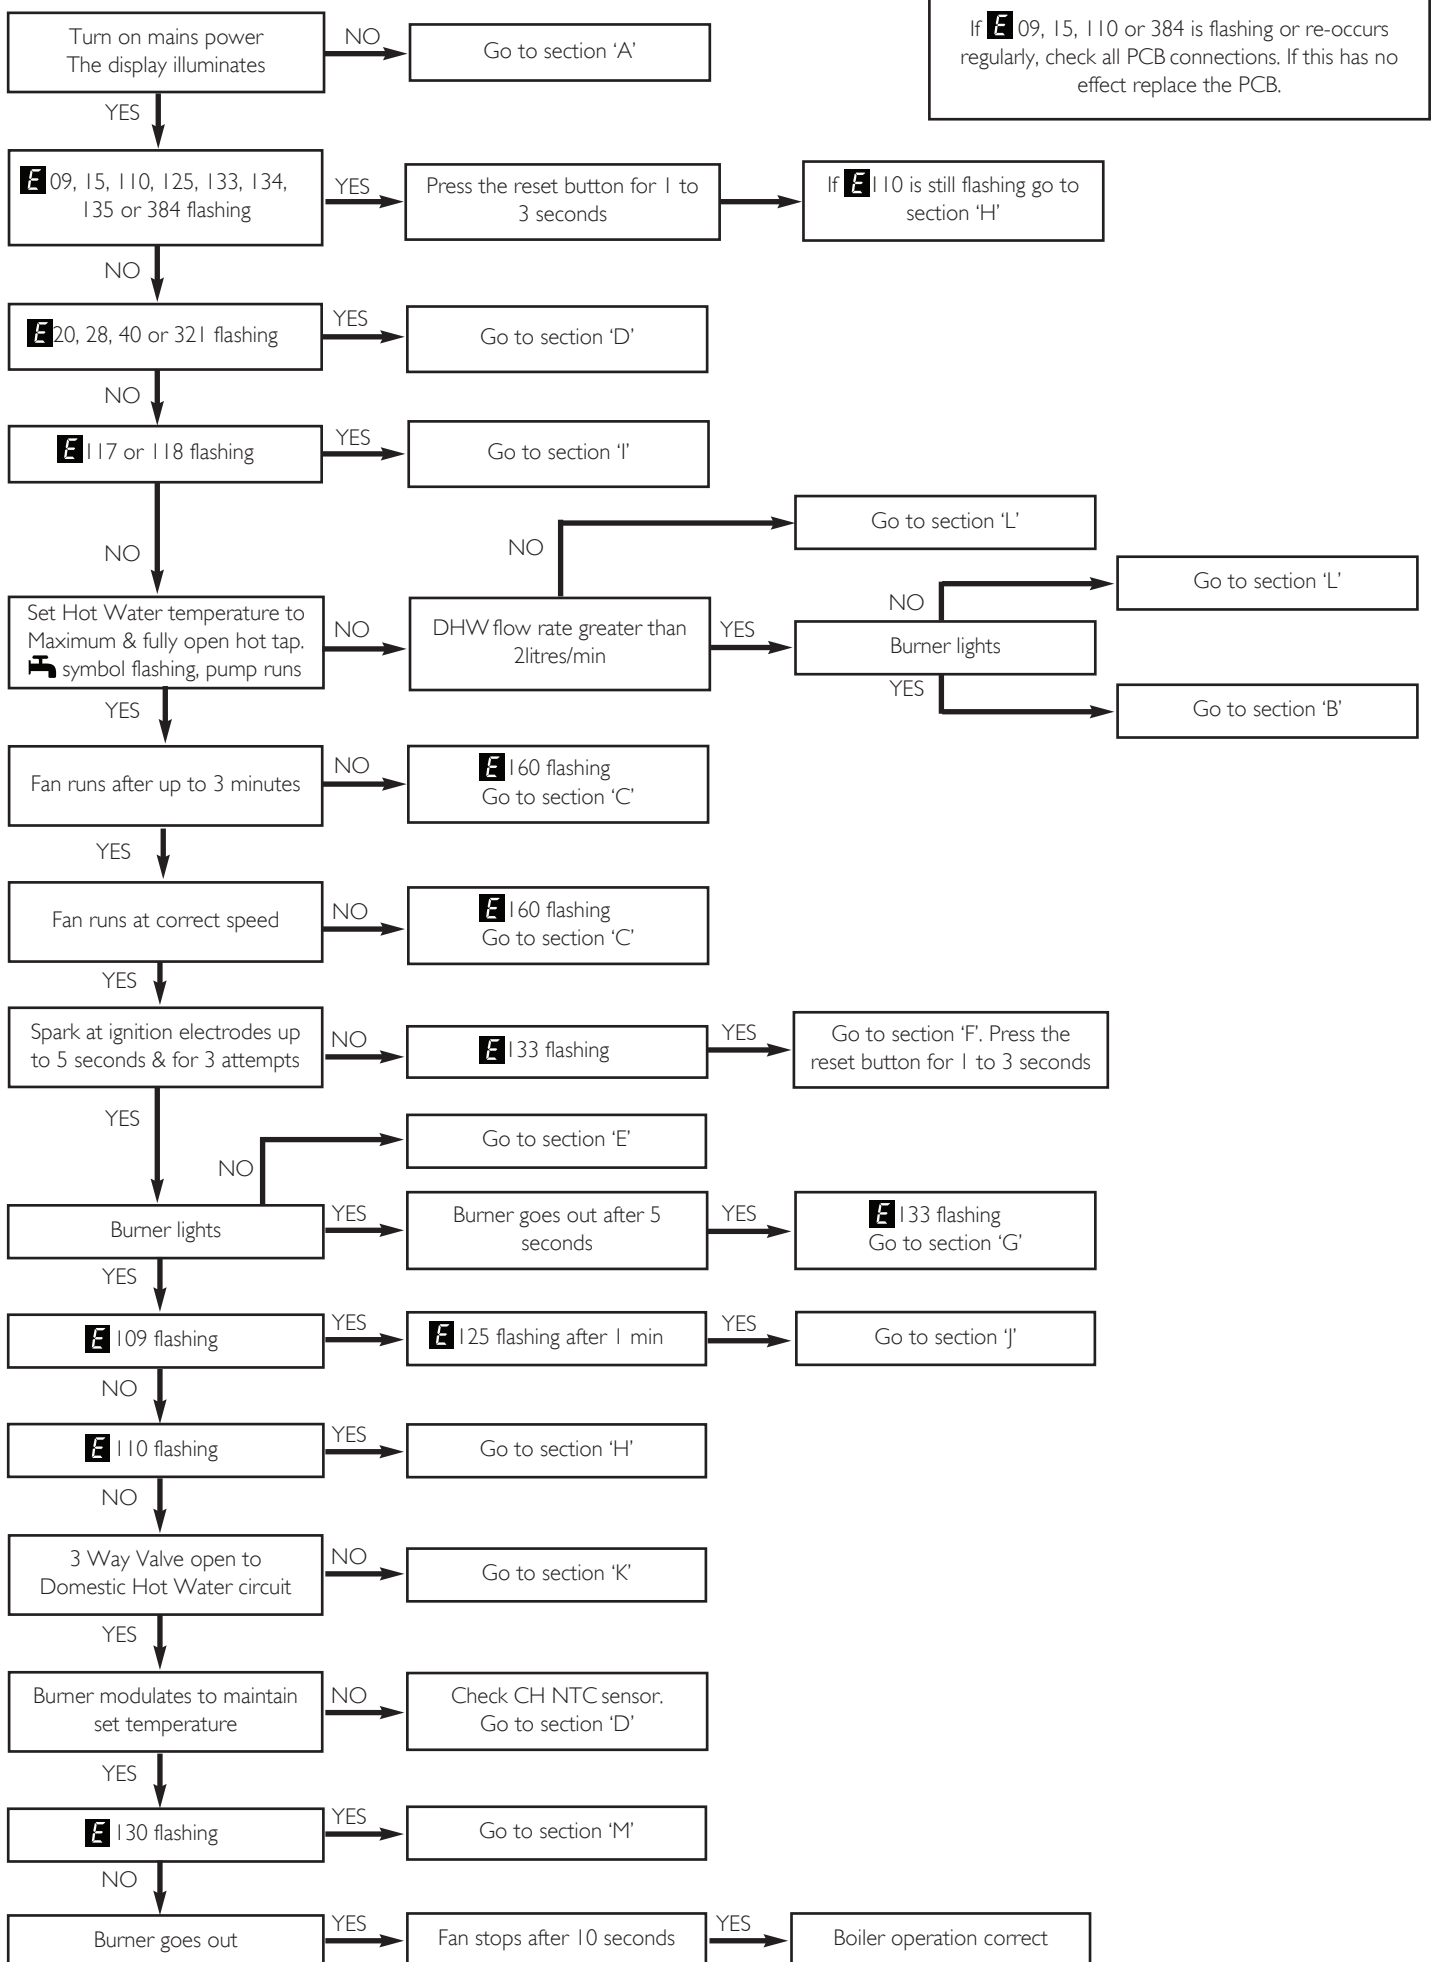 Turn on mains power
The display illuminates
NO
Go to section ‘A’
If E 09, 15, 110 or 384 is flashing or re-occurs
regularly, check all PCB connections. If this has no
effect replace the PCB.
YES
E 09, 15, 110, 125, 133, 134,
135 or 384 flashing
YES
Press the reset button for 1 to
3 seconds
If E 110 is still flashing go to
section ‘H’
NO
E 20, 28, 40 or 321 flashing
YES
Go to section ‘D’
NO
E 117 or 118 flashing
YES
Go to section ‘I’
NO
Set Hot Water temperature to
Maximum & fully open hot tap.
symbol flashing, pump runs
NO
DHW flow rate greater than
2litres/min
NO
Go to section ‘L’
YES
Burner lights
NO
Go to section ‘L’
YES
Go to section ‘B’
YES
Fan runs after up to 3 minutes
NO
E 160 flashing
Go to section ‘C’
YES
Fan runs at correct speed
NO
E 160 flashing
Go to section ‘C’
YES
Spark at ignition electrodes up
to 5 seconds & for 3 attempts
NO
E 133 flashing
YES
Go to section ‘F’. Press the
reset button for 1 to 3 seconds
YES
NO
Go to section ‘E’
Burner lights
YES
Burner goes out after 5
seconds
YES
E 133 flashing
Go to section ‘G’
YES
E 109 flashing
YES
E 125 flashing after 1 min
YES
Go to section ‘J’
NO
E 110 flashing
YES
Go to section ‘H’
NO
3 Way Valve open to
Domestic Hot Water circuit
NO
Go to section ‘K’
YES
Burner modulates to maintain
set temperature
NO
Check CH NTC sensor.
Go to section ‘D’
YES
E 130 flashing
YES
Go to section ‘M’
NO
Burner goes out
YES
Fan stops after 10 seconds
YES
Boiler operation correct